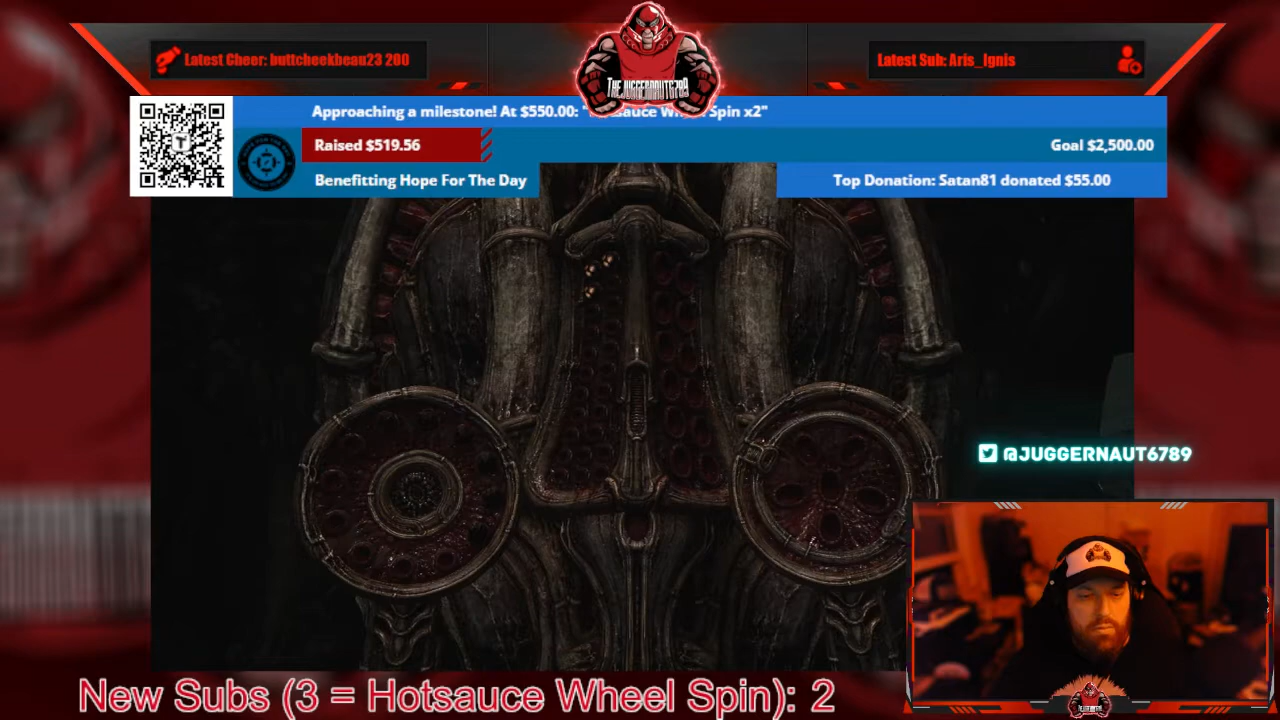 Latest Cheer: buttcheekbeau23 200
THEJUGGERNAUT6789
Latest Sub: Aris_Ignis
Approaching a milestone! At $550.00: "Spin x2"
Raised $519.56
Goal $2,500.00
Benefitting Hope For The Day
Top Donation: Satan81 donated $55.00
@JUGGERNAUT6789
New Subs (3 = Hotsauce Wheel Spin): 2